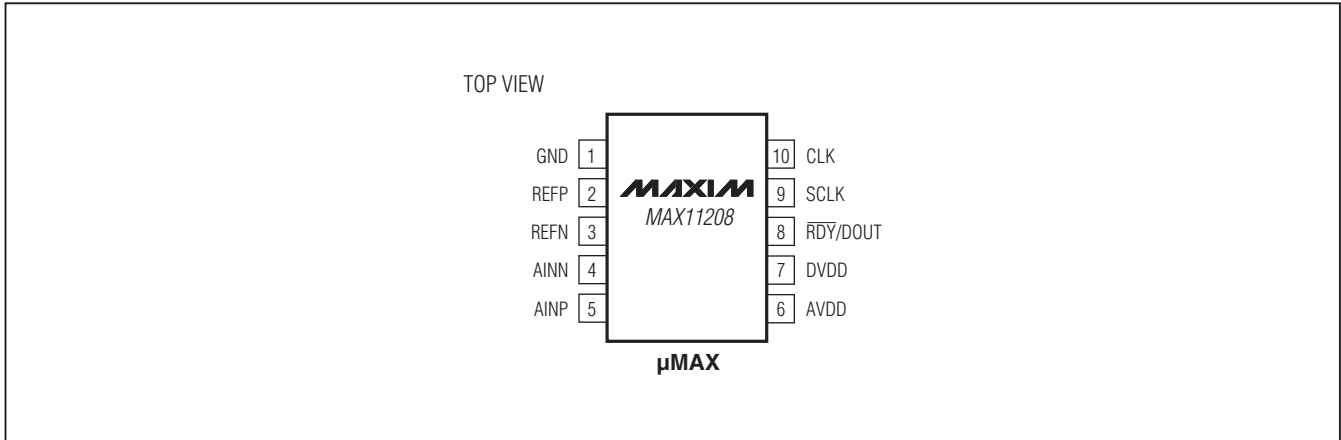 TOP VIEW
GND 1
REFP 2
REFN 3
AINN 4
AINP 5
MAXIM
MAX11208
10 CLK
9 SCLK
8 R̅D̅Y̅/DOUT
7 DVDD
6 AVDD
µMAX